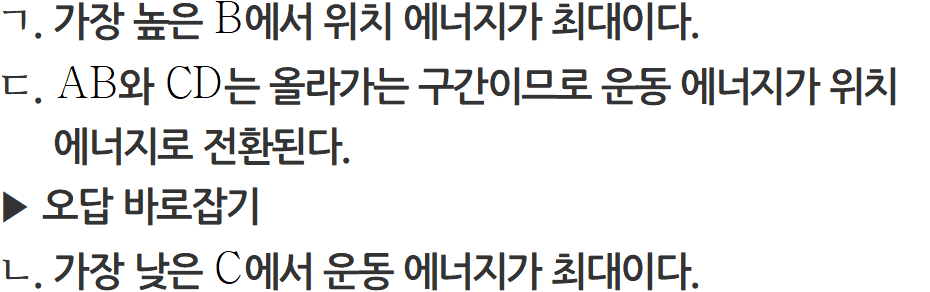 ㄱ. 가장 높은 B에서 위치 에너지가 최대이다.
ㄷ. AB와 CD는 올라가는 구간이므로 운동 에너지가 위치
에너지로 전환된다.
▶ 오답 바로잡기
ㄴ. 가장 낮은 C에서 운동 에너지가 최대이다.